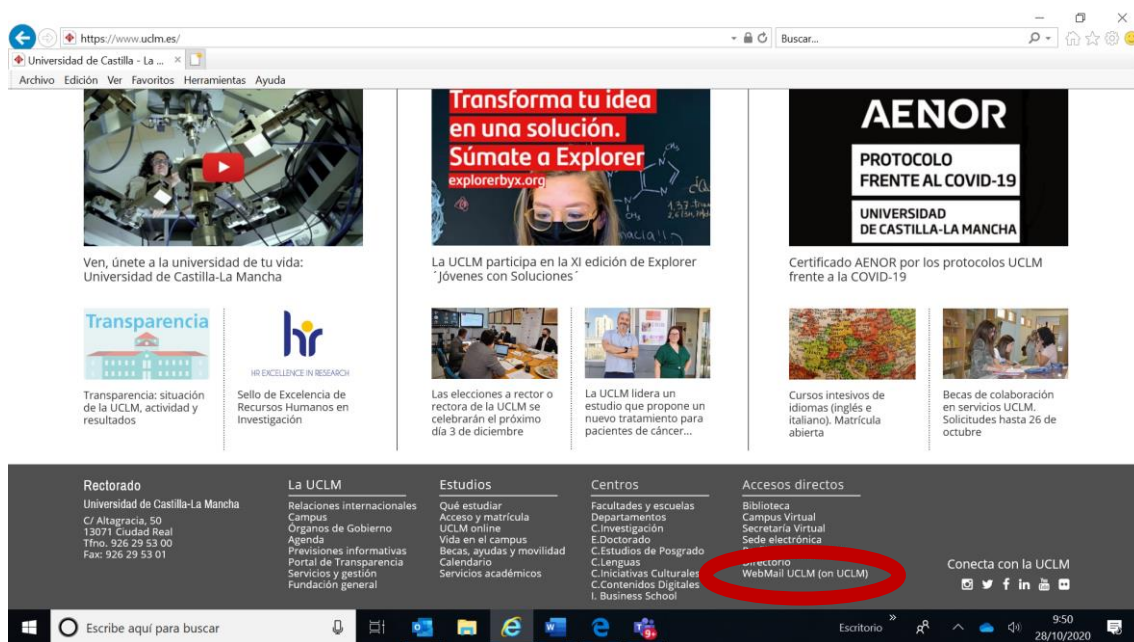 https://www.uclm.es/
Buscar...
Universidad de Castilla - La ...
Archivo Edición Ver Favoritos Herramientas Ayuda
Transforma tu idea
en una solución.
Súmate a Explorer
explorerbyx.org
AENOR
PROTOCOLO
FRENTE AL COVID-19
UNIVERSIDAD
DE CASTILLA-LA MANCHA
Ven, únete a la universidad de tu vida:
Universidad de Castilla-La Mancha
La UCLM participa en la XI edición de Explorer
´Jóvenes con Soluciones´
Certificado AENOR por los protocolos UCLM
frente a la COVID-19
Transparencia
Transparencia: situación
de la UCLM, actividad y
resultados
hr
HR EXCELLENCE IN RESEARCH
Sello de Excelencia de
Recursos Humanos en
Investigación
Las elecciones a rector o
rectora de la UCLM se
celebrarán el próximo
día 3 de diciembre
La UCLM lidera un
estudio que propone un
nuevo tratamiento para
pacientes de cáncer...
Cursos intesivos de
idiomas (inglés e
italiano). Matrícula
abierta
Becas de colaboración
en servicios UCLM.
Solicitudes hasta 26 de
octubre
Rectorado
Universidad de Castilla-La Mancha
C/ Altagracia, 50
13071 Ciudad Real
Tfno. 926 29 53 00
Fax: 926 29 53 01
La UCLM
Relaciones internacionales
Campus
Órganos de Gobierno
Agenda
Previsiones informativas
Portal de Transparencia
Servicios y gestión
Fundación general
Estudios
Qué estudiar
Acceso y matrícula
UCLM online
Vida en el campus
Becas, ayudas y movilidad
Calendario
Servicios académicos
Centros
Facultades y escuelas
Departamentos
C.Investigación
E.Doctorado
C.Estudios de Posgrado
C.Lenguas
C.Iniciativas Culturales
C.Contenidos Digitales
I. Business School
Accesos directos
Biblioteca
Campus Virtual
Secretaría Virtual
Sede electrónica
Directorio
WebMail UCLM (on UCLM)
Conecta con la UCLM
Escribe aquí para buscar
Escritorio
9:50
28/10/2020